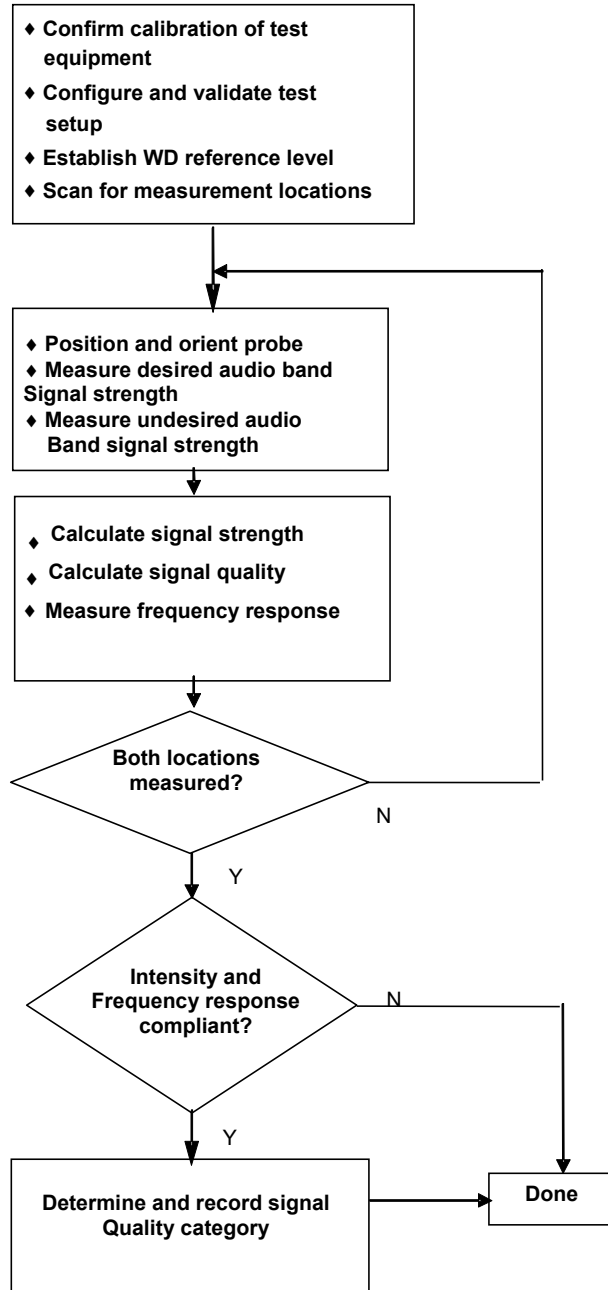 ♦ Confirm calibration of test
equipment
♦ Configure and validate test
setup
♦ Establish WD reference level
♦ Scan for measurement locations
♦ Position and orient probe
♦ Measure desired audio band
Signal strength
♦ Measure undesired audio
Band signal strength
♦ Calculate signal strength
♦ Calculate signal quality
♦ Measure frequency response
Both locations
measured?
N
Y
Intensity and
Frequency response
compliant?
N
Y
Determine and record signal
Quality category
Done